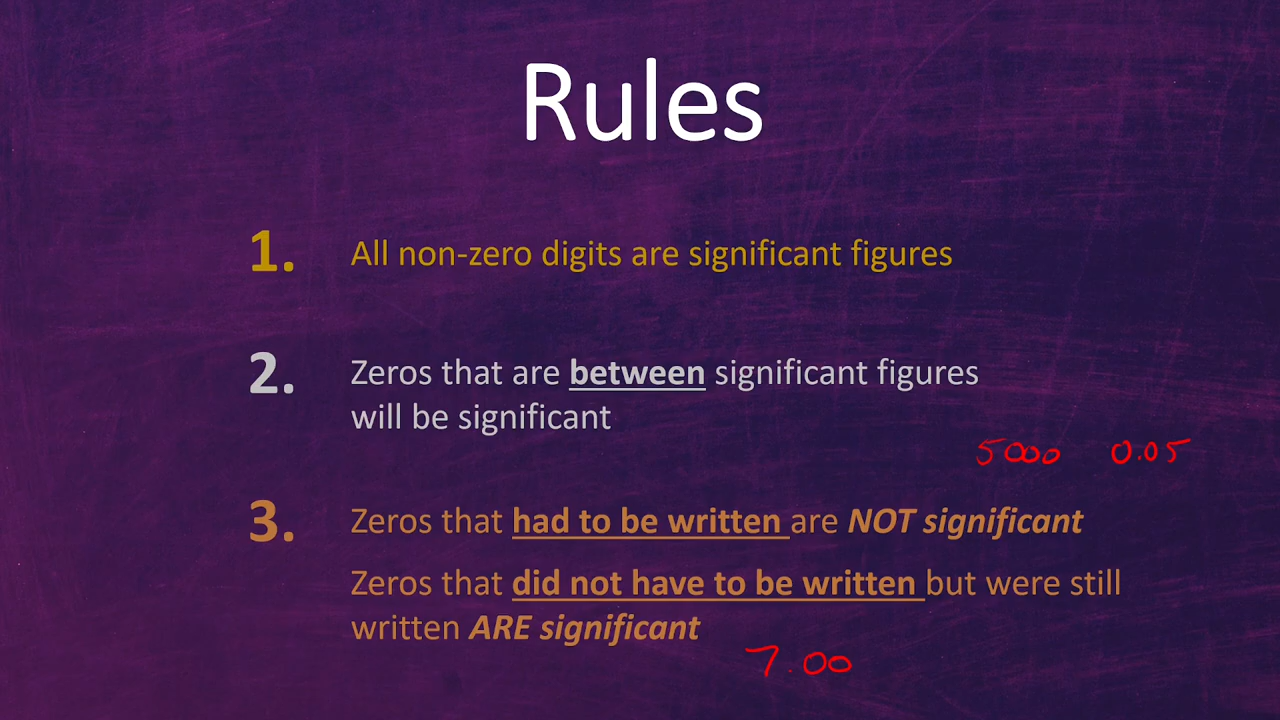 Rules
1. All non-zero digits are significant figures
2. Zeros that are between significant figures
will be significant
5000 0.05
3. Zeros that had to be written are NOT significant
Zeros that did not have to be written but were still
written ARE significant
7.00